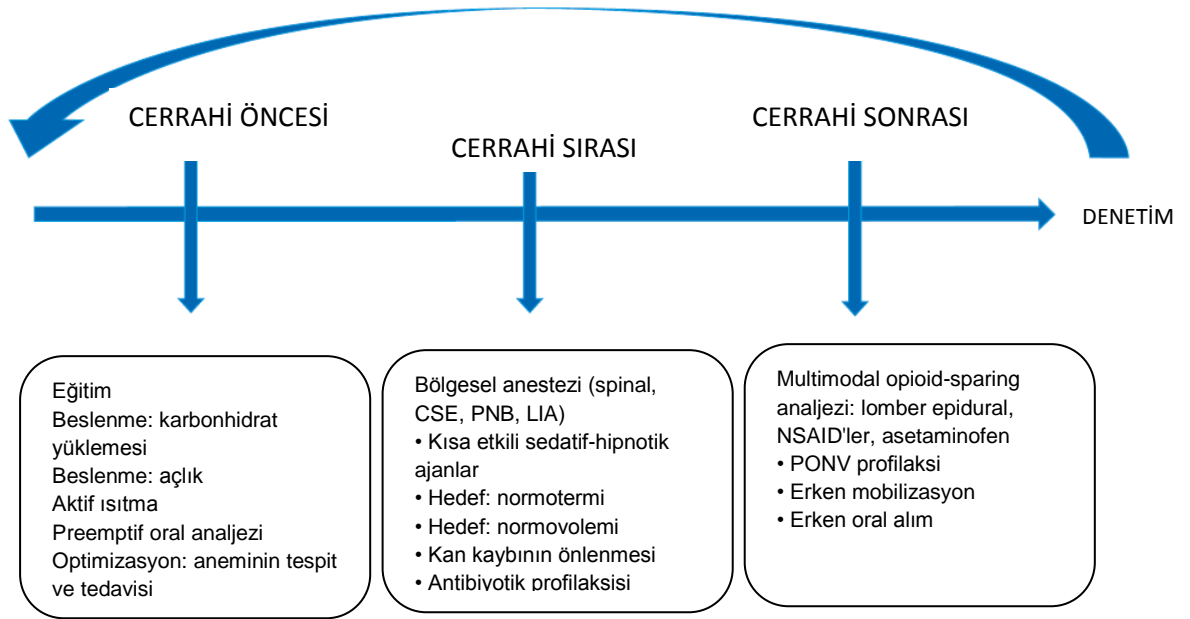 CERRAHİ ÖNCESİ
CERRAHİ SIRASI
CERRAHİ SONRASI
DENETİM
Eğitim
Beslenme: karbonhidrat
yüklemesi
Beslenme: açlık
Aktif ısıtma
Preemptif oral analjezi
Optimizasyon: aneminin tespit
ve tedavisi
Bölgesel anestezi (spinal,
CSE, PNB, LIA)
• Kısa etkili sedatif-hipnotik
ajanlar
• Hedef: normotermi
• Hedef: normovolemi
• Kan kaybının önlenmesi
• Antibiyotik profilaksisi
Multimodal opioid-sparing
analjezi: lomber epidural,
NSAID'ler, asetaminofen
• PONV profilaksi
• Erken mobilizasyon
• Erken oral alım